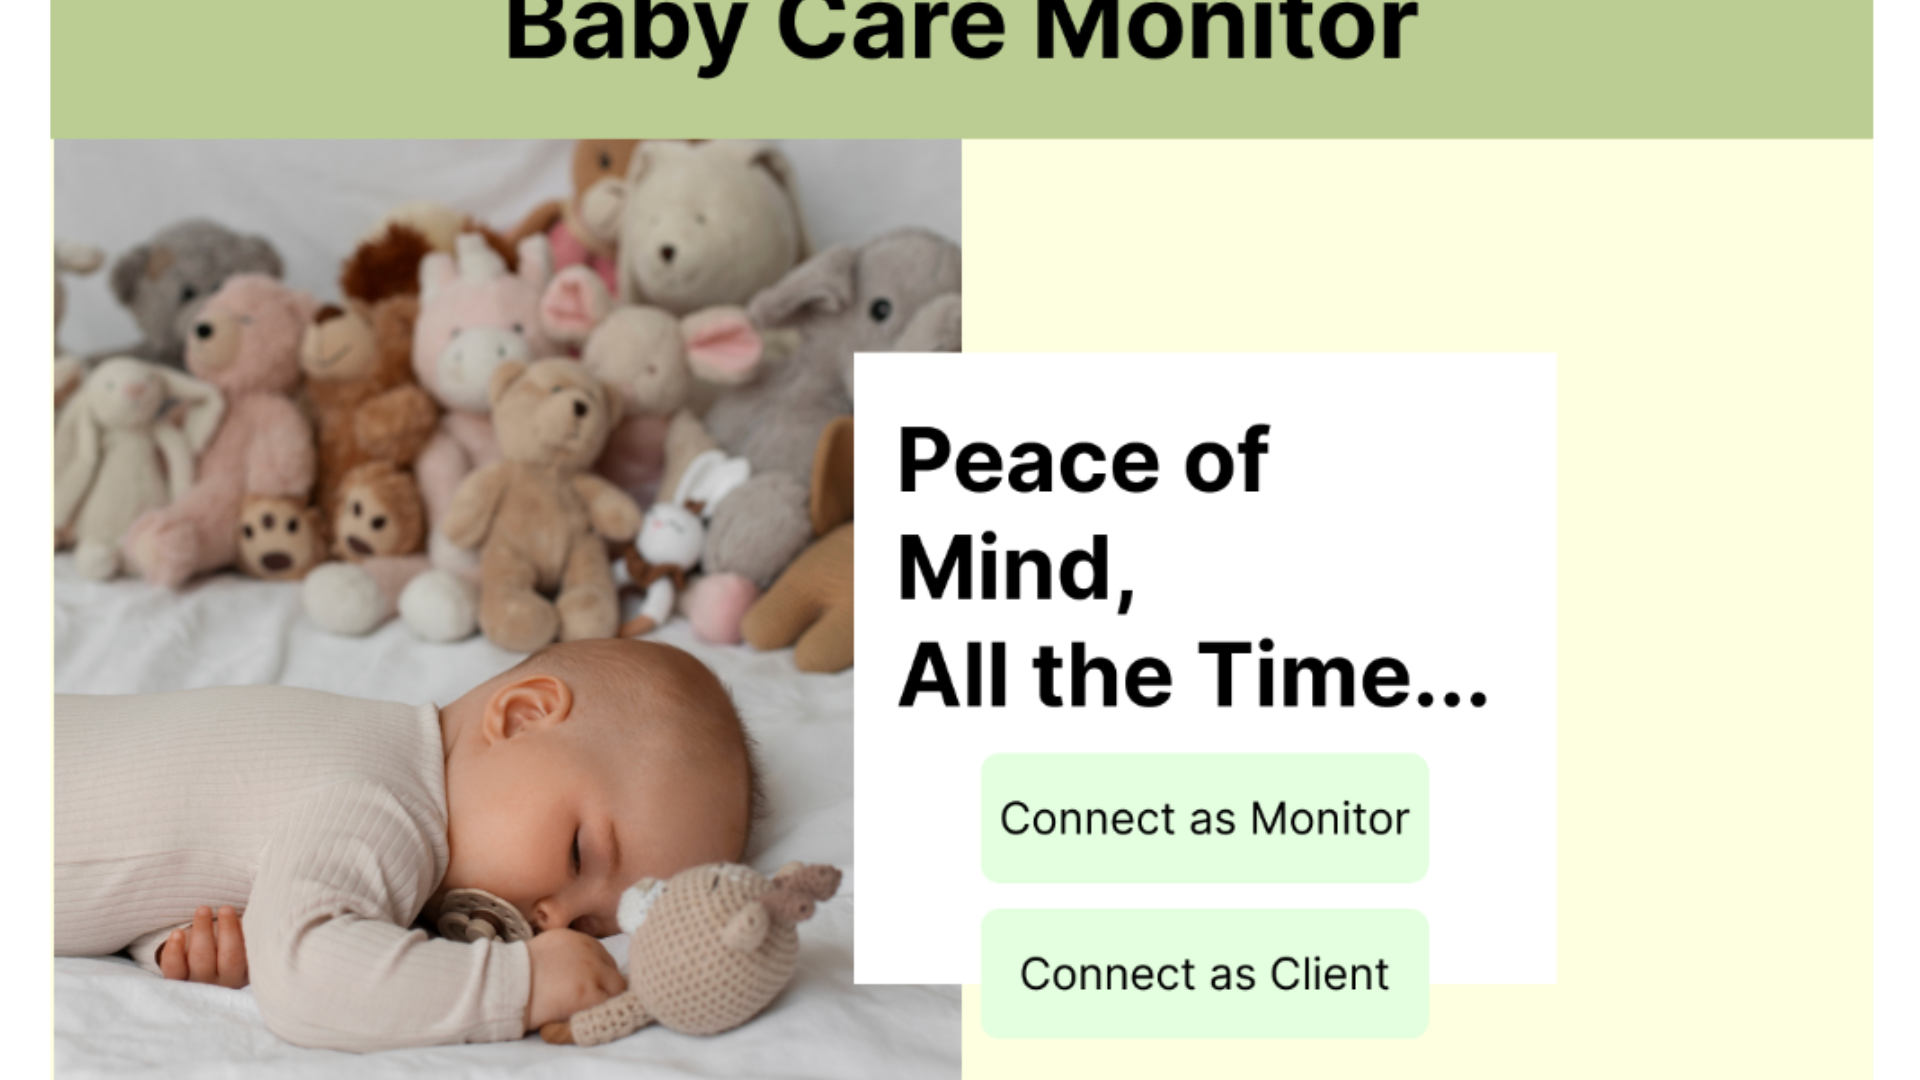 Baby Care Monitor
Peace of
Mind,
All the Time...
Connect as Monitor
Connect as Client